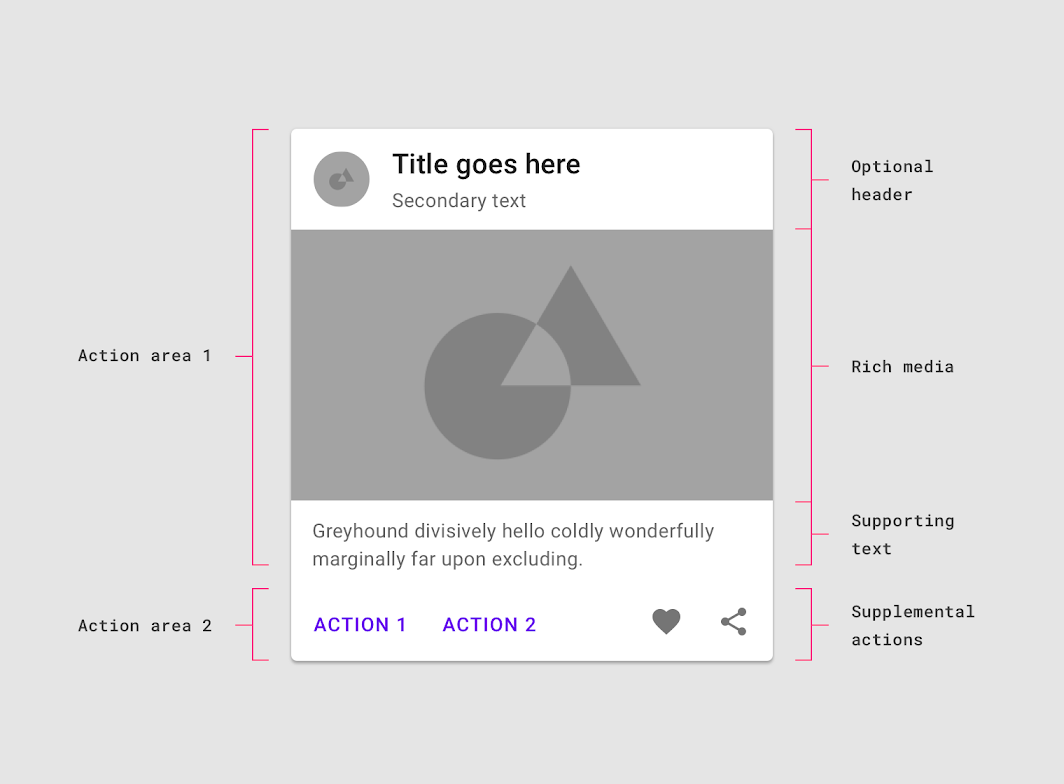 Title goes here
Secondary text
Optional
header
Action area 1
Rich media
Greyhound divisively hello coldly wonderfully
marginally far upon excluding.
Supporting
text
Action area 2
ACTION 1
ACTION 2
Supplemental
actions